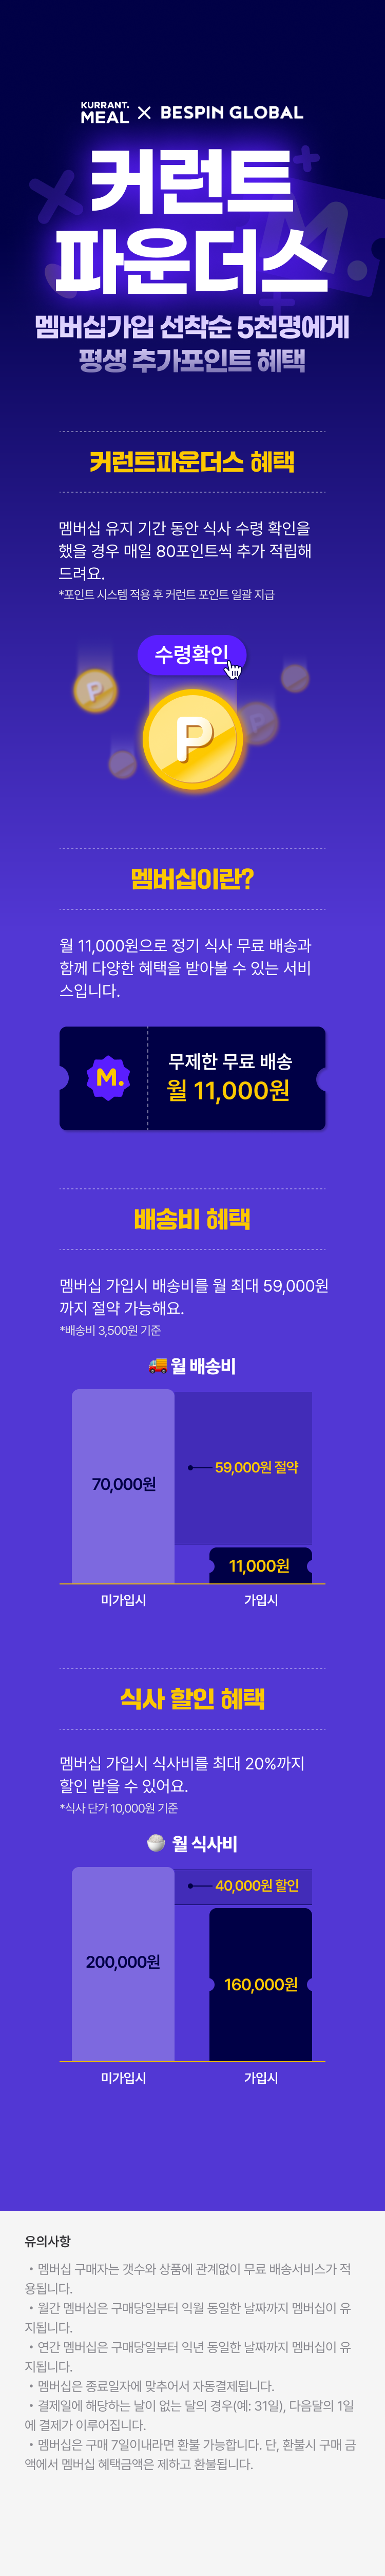 KURRANT.
MEAL × BESPIN GLOBAL
커런트
파운더스
멤버십가입 선착순 5천명에게
평생 추가포인트 혜택
커런트파운더스 혜택
멤버십 유지 기간 동안 식사 수령 확인을
했을 경우 매일 80포인트씩 추가 적립해
드려요.
*포인트 시스템 적용 후 커런트 포인트 일괄 지급
수령확인
P
P
P
멤버십이란?
월 11,000원으로 정기 식사 무료 배송과
함께 다양한 혜택을 받아볼 수 있는 서비
스입니다.
M.
무제한 무료 배송
월 11,000원
배송비 혜택
멤버십 가입시 배송비를 월 최대 59,000원
까지 절약 가능해요.
*배송비 3,500원 기준
월 배송비
70,000원
59,000원 절약
11,000원
미가입시
가입시
식사 할인 혜택
멤버십 가입시 식사비를 최대 20%까지
할인 받을 수 있어요.
*식사 단가 10,000원 기준
월 식사비
40,000원 할인
200,000원
160,000원
미가입시
가입시
유의사항
• 멤버십 구매자는 갯수와 상품에 관계없이 무료 배송서비스가 적
용됩니다.
• 월간 멤버십은 구매당일부터 익월 동일한 날짜까지 멤버십이 유
지됩니다.
• 연간 멤버십은 구매당일부터 익년 동일한 날짜까지 멤버십이 유
지됩니다.
• 멤버십은 종료일자에 맞추어서 자동결제됩니다.
• 결제일에 해당하는 날이 없는 달의 경우(예: 31일), 다음달의 1일
에 결제가 이루어집니다.
• 멤버십은 구매 7일이내라면 환불 가능합니다. 단, 환불시 구매 금
액에서 멤버십 혜택금액은 제하고 환불됩니다.